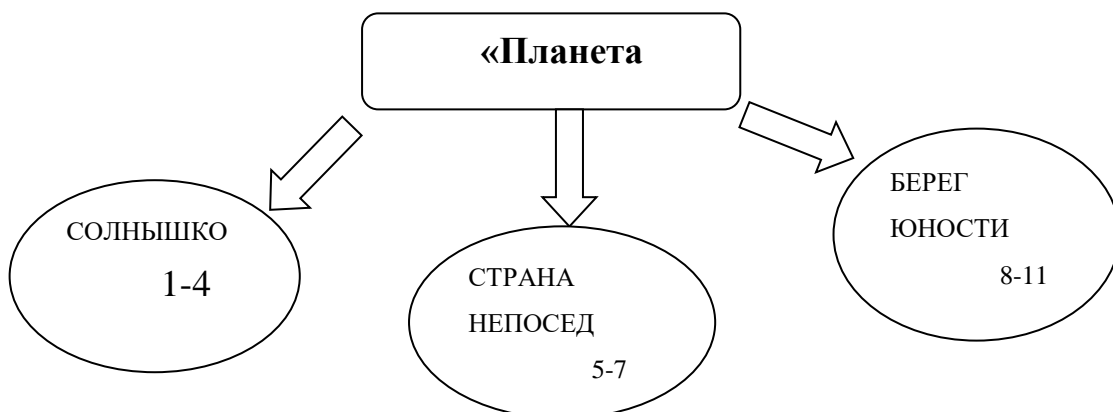 «Планета
СОЛНЫШКО
1-4
СТРАНА
НЕПОСЕД
5-7
БЕРЕГ
ЮНОСТИ
8-11